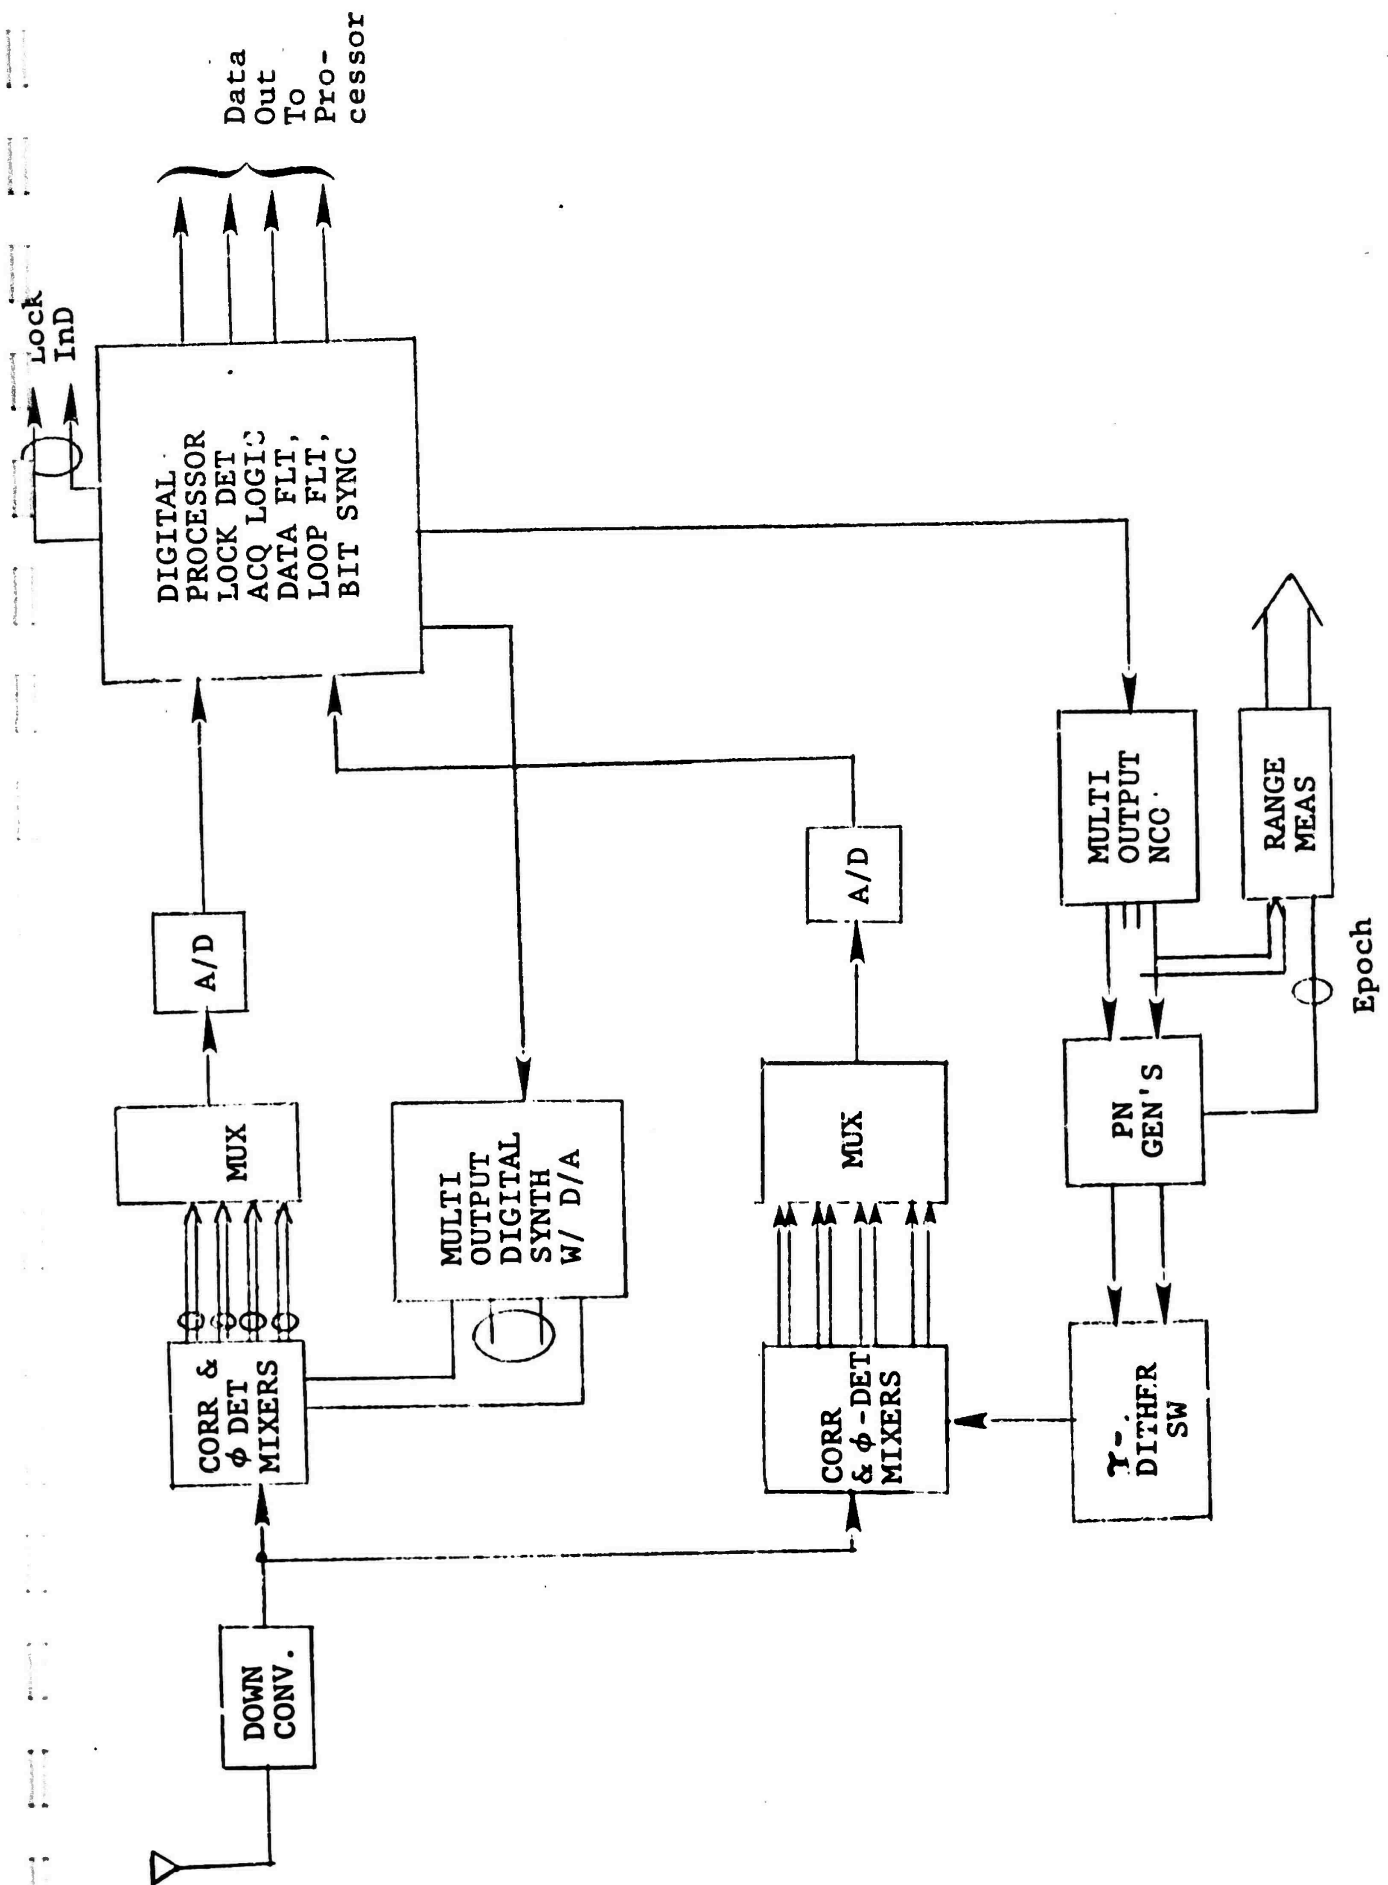 Lock
InD
Data
Out
To
Pro-
cessor
DIGITAL
PROCESSOR
LOCK DET
ACQ LOGIC
DATA FLT,
LOOP FLT,
BIT SYNC
A/D
MUX
CORR &
φ DET
MIXERS
DOWN
CONV.
MULTI
OUTPUT
DIGITAL
SYNTH
W/ D/A
A/D
MUX
CORR
& φ-DET
MIXERS
MULTI
OUTPUT
NCO
RANGE
MEAS
PN
GEN'S
Epoch
τ-
DITHER
SW